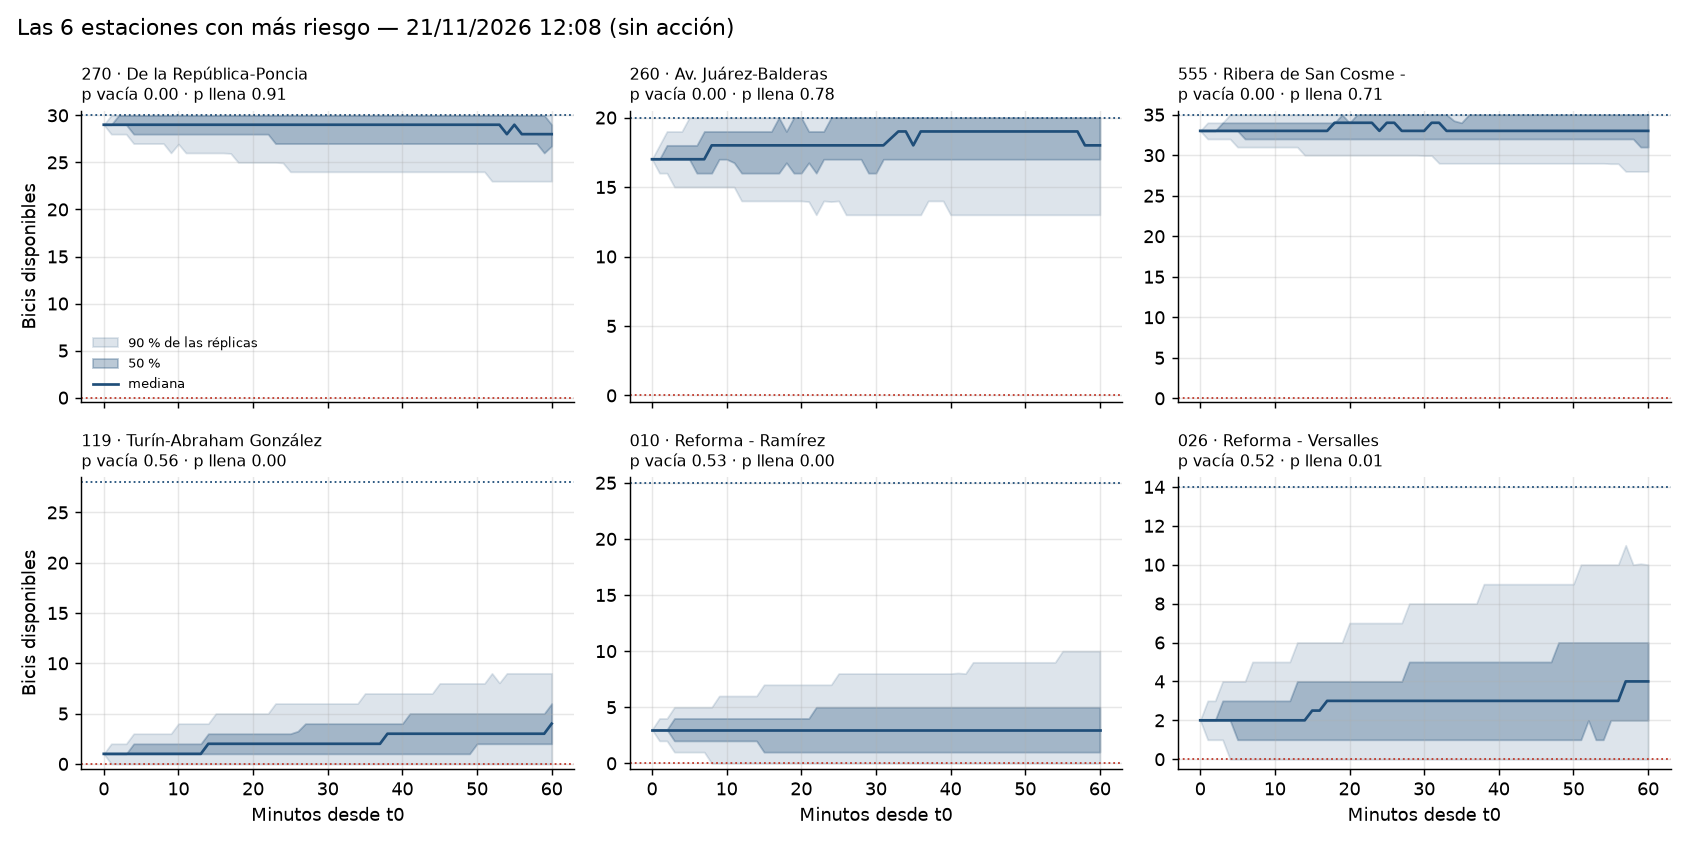 Las 6 estaciones con más riesgo — 21/11/2026 12:08 (sin acción)
270 · De la República-Poncia
p vacía 0.00 · p llena 0.91
30
25
20
15
10
5
0
Bicis disponibles
90 % de las réplicas
50 %
mediana
260 · Av. Juárez-Balderas
p vacía 0.00 · p llena 0.78
20
15
10
5
0
555 · Ribera de San Cosme -
p vacía 0.00 · p llena 0.71
35
30
25
20
15
10
5
0
119 · Turín-Abraham González
p vacía 0.56 · p llena 0.00
25
20
15
10
5
0
Bicis disponibles
0 10 20 30 40 50 60
Minutos desde t0
010 · Reforma - Ramírez
p vacía 0.53 · p llena 0.00
25
20
15
10
5
0
0 10 20 30 40 50 60
Minutos desde t0
026 · Reforma - Versalles
p vacía 0.52 · p llena 0.01
14
12
10
8
6
4
2
0
0 10 20 30 40 50 60
Minutos desde t0